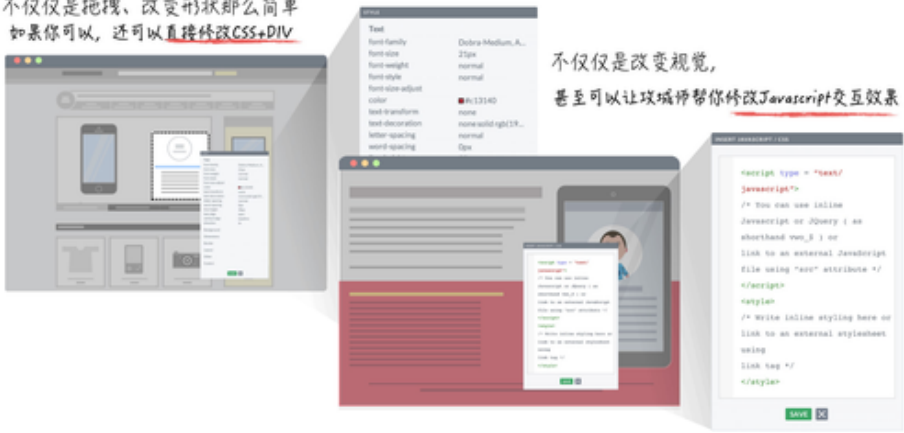 不仅仅是拖拽、改变形状那么简单
如果你可以，还可以直接修改CSS+DIV
STYLE
Text
font-family Dobra-Medium, A...
font-size 21px
font-weight normal
font-style normal
font-size-adjust
color #c13140
text-transform none
text-decoration none solid rgb(19...
letter-spacing normal
word-spacing 0px
不仅仅是改变视觉，
甚至可以让攻城师帮你修改Javascript交互效果
INSERT JAVASCRIPT / CSS
<script type = "text/
javascript">
/* You can use inline
Javascript or JQuery ( as
shorthand vwo_$ ) or
link to an external JavaScript
file using "src" attribute */
</script>
<style>
/* Write inline styling here or
link to an external stylesheet
using
link tag */
</style>
SAVE